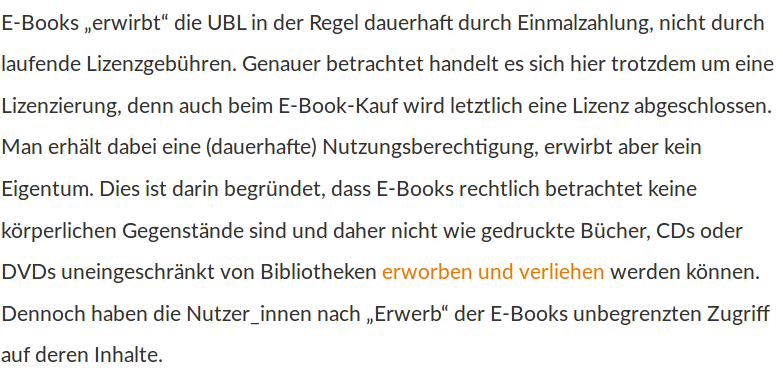 E-Books „erwirbt“ die UBL in der Regel dauerhaft durch Einmalzahlung, nicht durch
laufende Lizenzgebühren. Genauer betrachtet handelt es sich hier trotzdem um eine
Lizenzierung, denn auch beim E-Book-Kauf wird letztlich eine Lizenz abgeschlossen.
Man erhält dabei eine (dauerhafte) Nutzungsberechtigung, erwirbt aber kein
Eigentum. Dies ist darin begründet, dass E-Books rechtlich betrachtet keine
körperlichen Gegenstände sind und daher nicht wie gedruckte Bücher, CDs oder
DVDs uneingeschränkt von Bibliotheken erworben und verliehen werden können.
Dennoch haben die Nutzer_innen nach „Erwerb“ der E-Books unbegrenzten Zugriff
auf deren Inhalte.